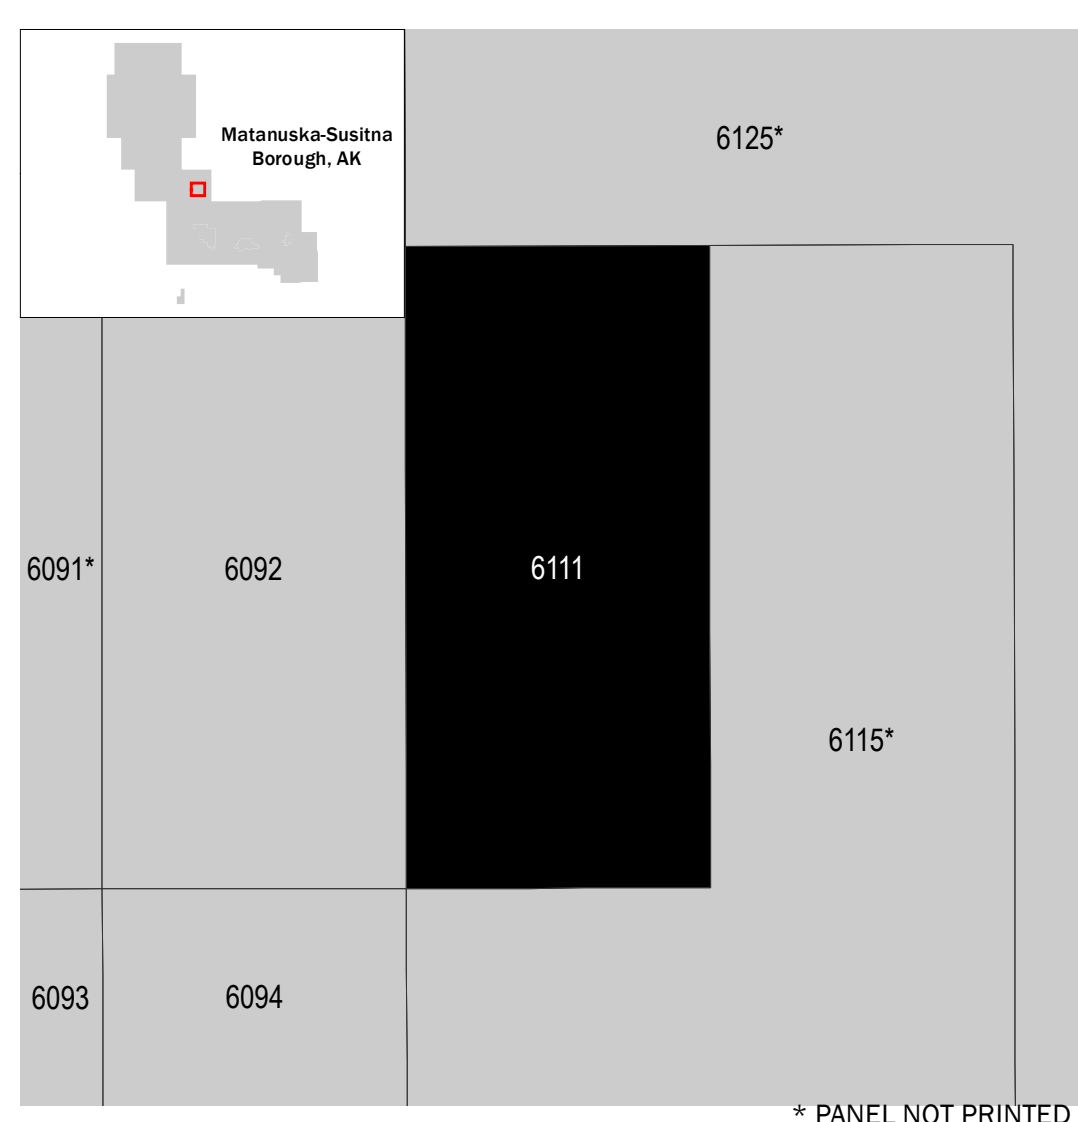 Matanuska-Susitna
Borough, AK
6125*
6091*
6092
6111
6115*
6093
6094
* PANEL NOT PRINTED